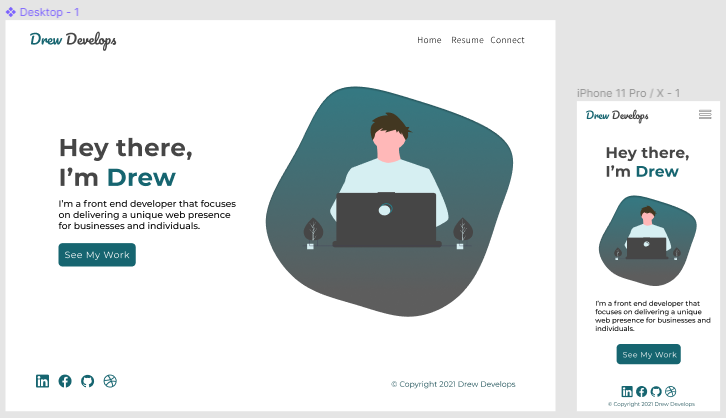 Desktop - 1
Drew Develops
Home Resume Connect
Hey there,
I'm Drew
I'm a front end developer that focuses
on delivering a unique web presence
for businesses and individuals.
See My Work
© Copyright 2021 Drew Develops
iPhone 11 Pro / X - 1
Drew Develops
Hey there,
I'm Drew
I'm a front end developer that
focuses on delivering a unique
web presence for businesses and
individuals.
See My Work
© Copyright 2021 Drew Develops